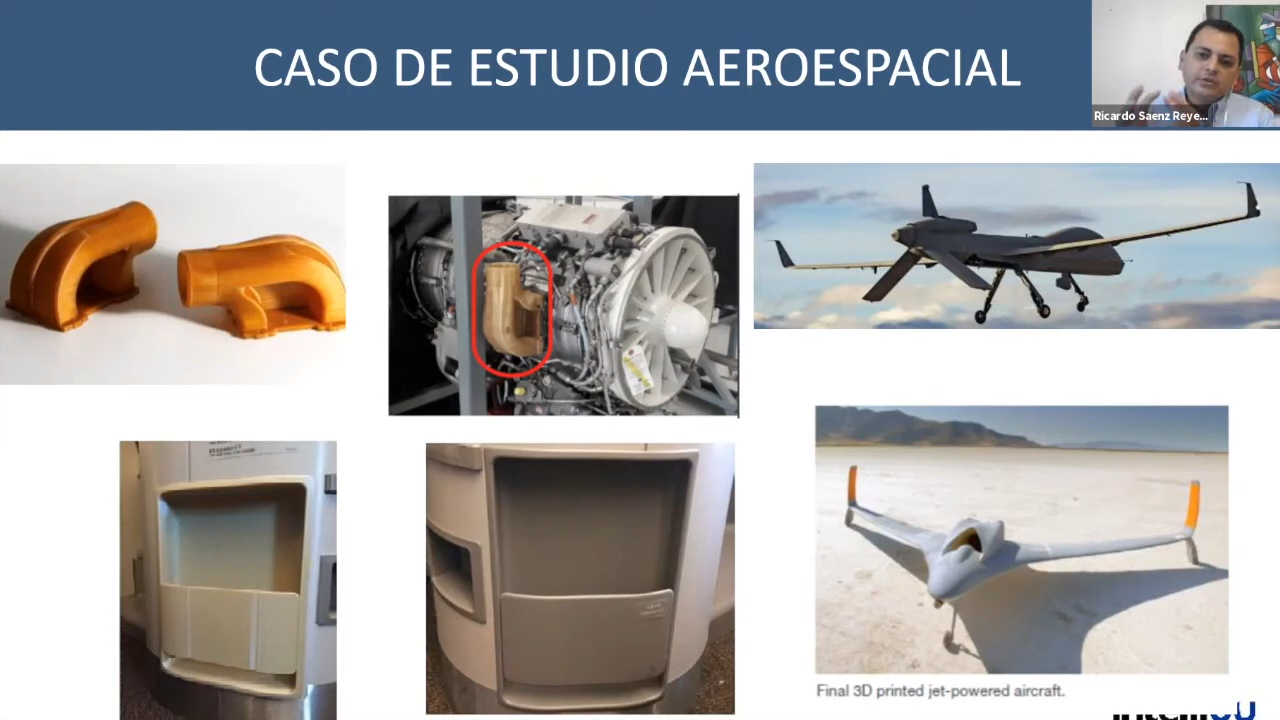 CASO DE ESTUDIO AEROESPACIAL
Ricardo Saenz Reye...
Final 3D printed jet-powered aircraft.